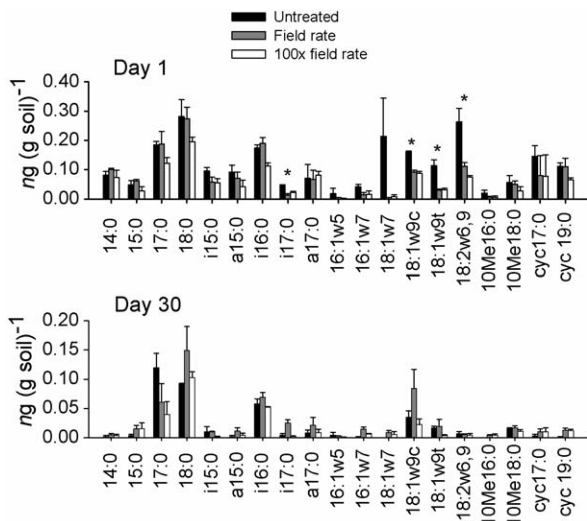 Untreated
Field rate
100x field rate
Day 1
0.40
0.30
0.20
0.10
0.00
ng (g soil)-1
*
*
*
*
14:0
15:0
17:0
18:0
i15:0
a15:0
i16:0
i17:0
a17:0
16:1w5
16:1w7
18:1w7
18:1w9c
18:1w9t
18:2w6,9
10Me16:0
10Me18:0
cyc17:0
cyc 19:0
Day 30
0.20
0.15
0.10
0.05
0.00
ng (g soil)-1
14:0
15:0
17:0
18:0
i15:0
a15:0
i16:0
i17:0
a17:0
16:1w5
16:1w7
18:1w7
18:1w9c
18:1w9t
18:2w6,9
10Me16:0
10Me18:0
cyc17:0
cyc 19:0